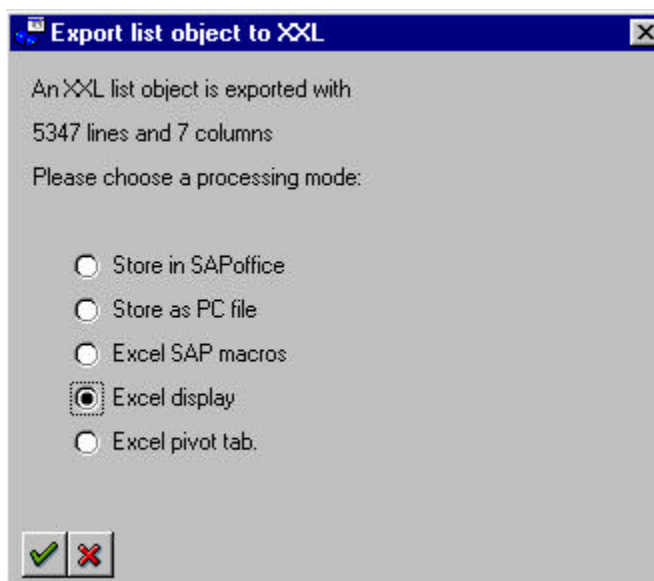 Export list object to XXL
An XXL list object is exported with
5347 lines and 7 columns
Please choose a processing mode:
Store in SAPoffice
Store as PC file
Excel SAP macros
Excel display
Excel pivot tab.